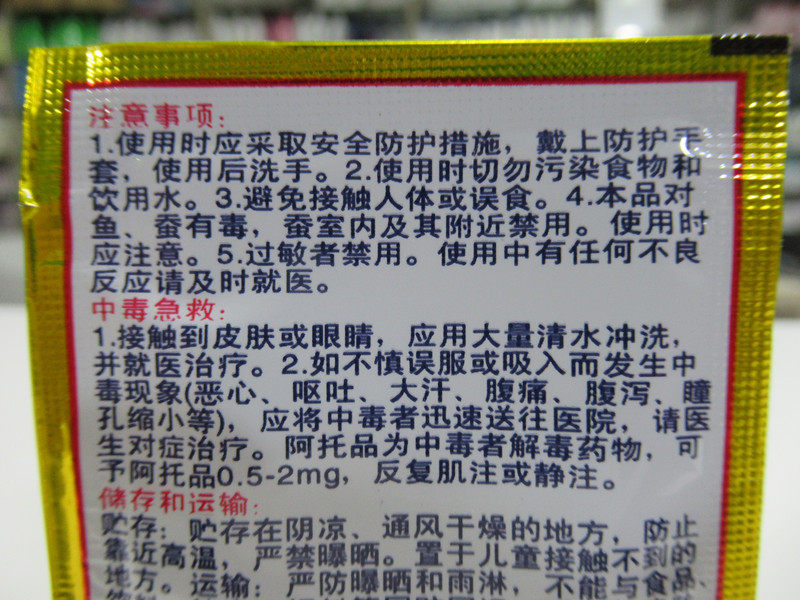 注意事项:
1.使用时应采取安全防护措施，戴上防护手
套，使用后洗手。2.使用时切勿污染食物和
饮用水。3.避免接触人体或误食。4.本品对
鱼、蚕有毒，蚕室内及其附近禁用。使用时
应注意。5.过敏者禁用。使用中有任何不良
反应请及时就医。
中毒急救:
1.接触到皮肤或眼睛，应用大量清水冲洗，
并就医治疗。2.如不慎误服或吸入而发生中
毒现象(恶心、呕吐、大汗、腹痛、腹泻、瞳
孔缩小等)，应将中毒者迅速送往医院，请医
生对症治疗。阿托品为中毒者解毒药物，可
予阿托品0.5-2mg，反复肌注或静注。
储存和运输:
贮存：贮存在阴凉、通风干燥的地方，防止
靠近高温，严禁曝晒。置于儿童接触不到的
地方。运输：严防曝晒和雨淋，不能与食品、